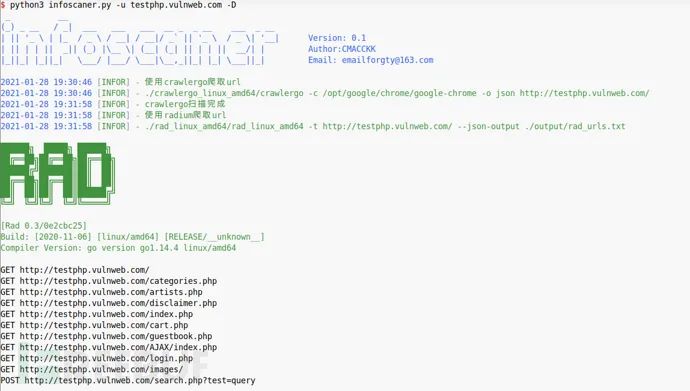 $ python3 infoscaner.py -u testphp.vulnweb.com -D
infoscaner
Version: 0.1
Author:CMACCKK
Email: emailforgty@163.com
2021-01-28 19:30:46 [INFOR] - 使用crawlergo爬取url
2021-01-28 19:30:46 [INFOR] - ./crawlergo_linux_amd64/crawlergo -c /opt/google/chrome/google-chrome -o json http://testphp.vulnweb.com/
2021-01-28 19:31:58 [INFOR] - crawlergo扫描完成
2021-01-28 19:31:58 [INFOR] - 使用radium爬取url
2021-01-28 19:31:58 [INFOR] - ./rad_linux_amd64/rad_linux_amd64 -t http://testphp.vulnweb.com/ --json-output ./output/rad_urls.txt
RAD
[Rad 0.3/0e2cbc25]
Build: [2020-11-06] [linux/amd64] [RELEASE/__unknown__]
Compiler Version: go version go1.14.4 linux/amd64
GET http://testphp.vulnweb.com/
GET http://testphp.vulnweb.com/categories.php
GET http://testphp.vulnweb.com/artists.php
GET http://testphp.vulnweb.com/disclaimer.php
GET http://testphp.vulnweb.com/index.php
GET http://testphp.vulnweb.com/cart.php
GET http://testphp.vulnweb.com/guestbook.php
GET http://testphp.vulnweb.com/AJAX/index.php
GET http://testphp.vulnweb.com/login.php
GET http://testphp.vulnweb.com/images/
POST http://testphp.vulnweb.com/search.php?test=query